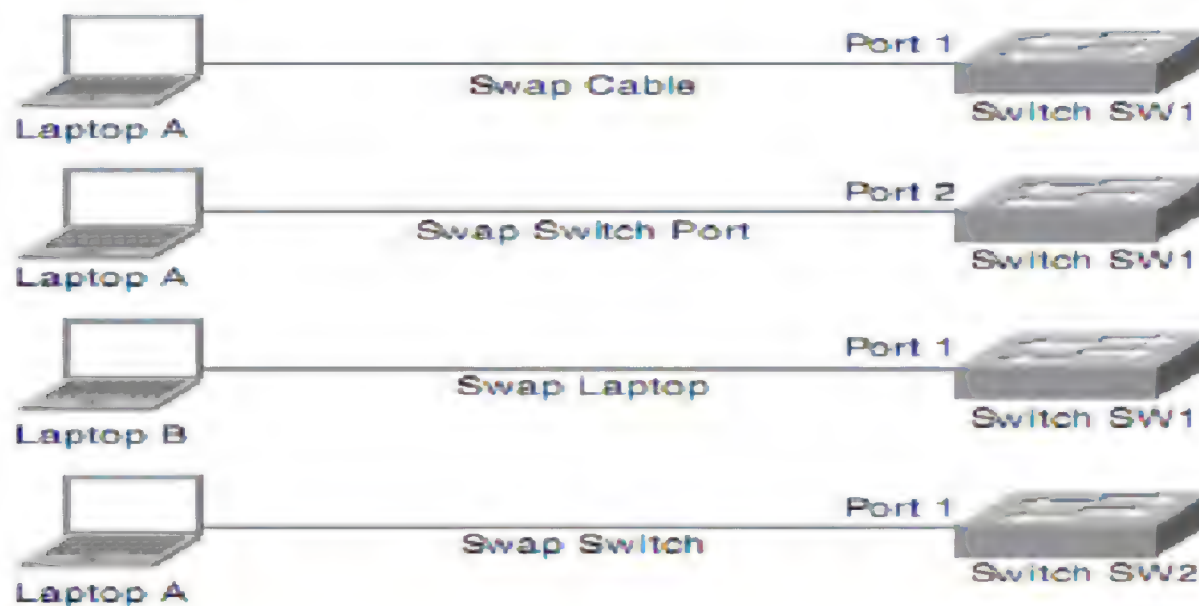 Port 1
Swap Cable
Laptop A
Switch SW1
Port 2
Swap Switch Port
Laptop A
Switch SW1
Port 1
Swap Laptop
Laptop B
Switch SW1
Port 1
Swap Switch
Laptop A
Switch SW2